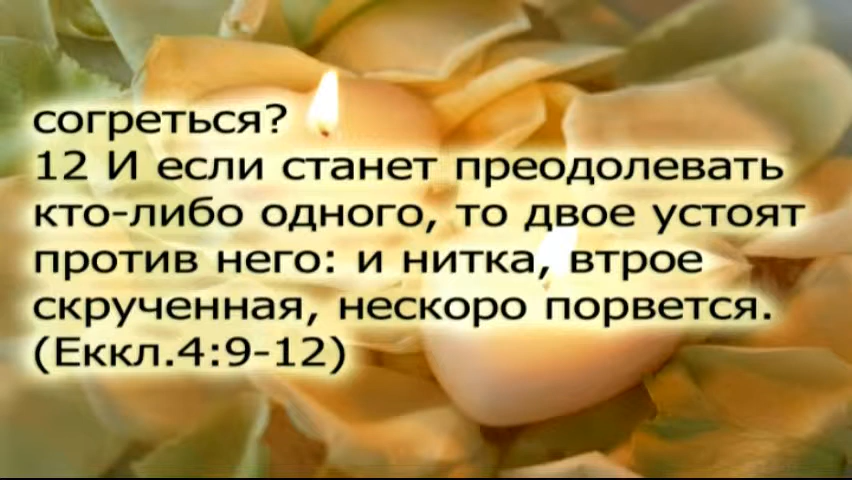 согреться?
12 И если станет преодолевать
кто-либо одного, то двое устоят
против него: и нитка, втрое
скрученная, нескоро порвется.
(Еккл.4:9-12)